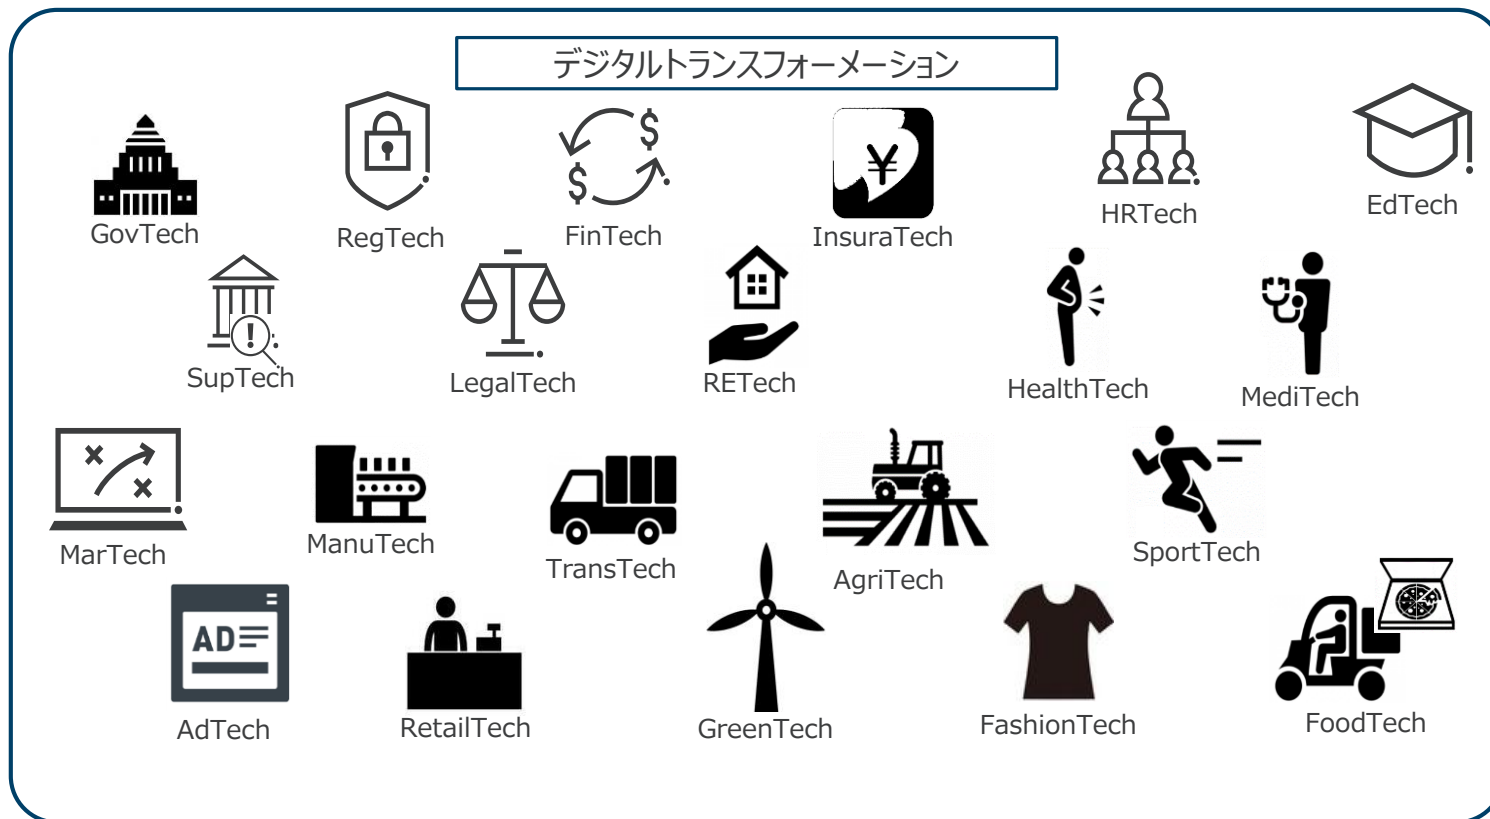 デジタルトランスフォーメーション
GovTech
RegTech
$
$
FinTech
¥
InsuraTech
HRTech
EdTech
!
SupTech
LegalTech
RETech
HealthTech
MediTech
MarTech
ManuTech
TransTech
AgriTech
SportTech
AD
AdTech
RetailTech
GreenTech
FashionTech
FoodTech